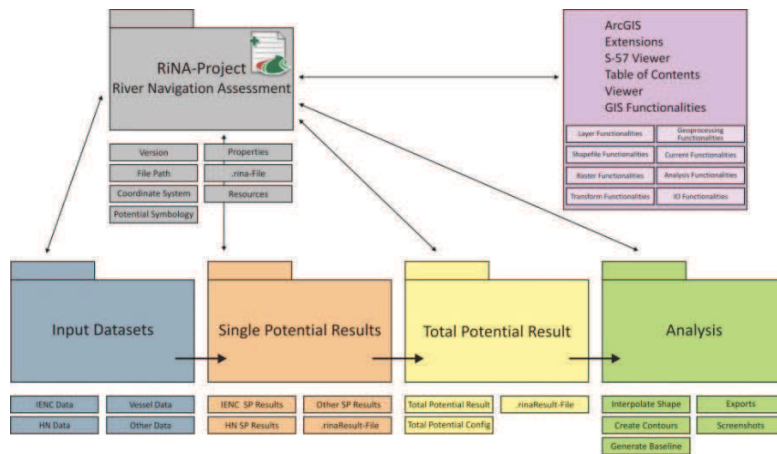 RiNA-Project
River Navigation Assessment
Version
Properties
File Path
.rina-File
Coordinate System
Resources
Potential Symbology
ArcGIS
Extensions
S-57 Viewer
Table of Contents
Viewer
GIS Functionalities
Layer Functionalities
Geoprocessing
Functionalities
Shapefile Functionalities
Current Functionalities
Raster Functionalities
Analysis Functionalities
Transform Functionalities
IO Functionalities
Input Datasets
IENC Data
Vessel Data
HN Data
Other Data
Single Potential Results
IENC SP Results
Other SP Results
HN SP Results
.rinaResult-File
Total Potential Result
Total Potential Result
.rinaResult-File
Total Potential Config
Analysis
Interpolate Shape
Exports
Create Contours
Screenshots
Generate Baseline